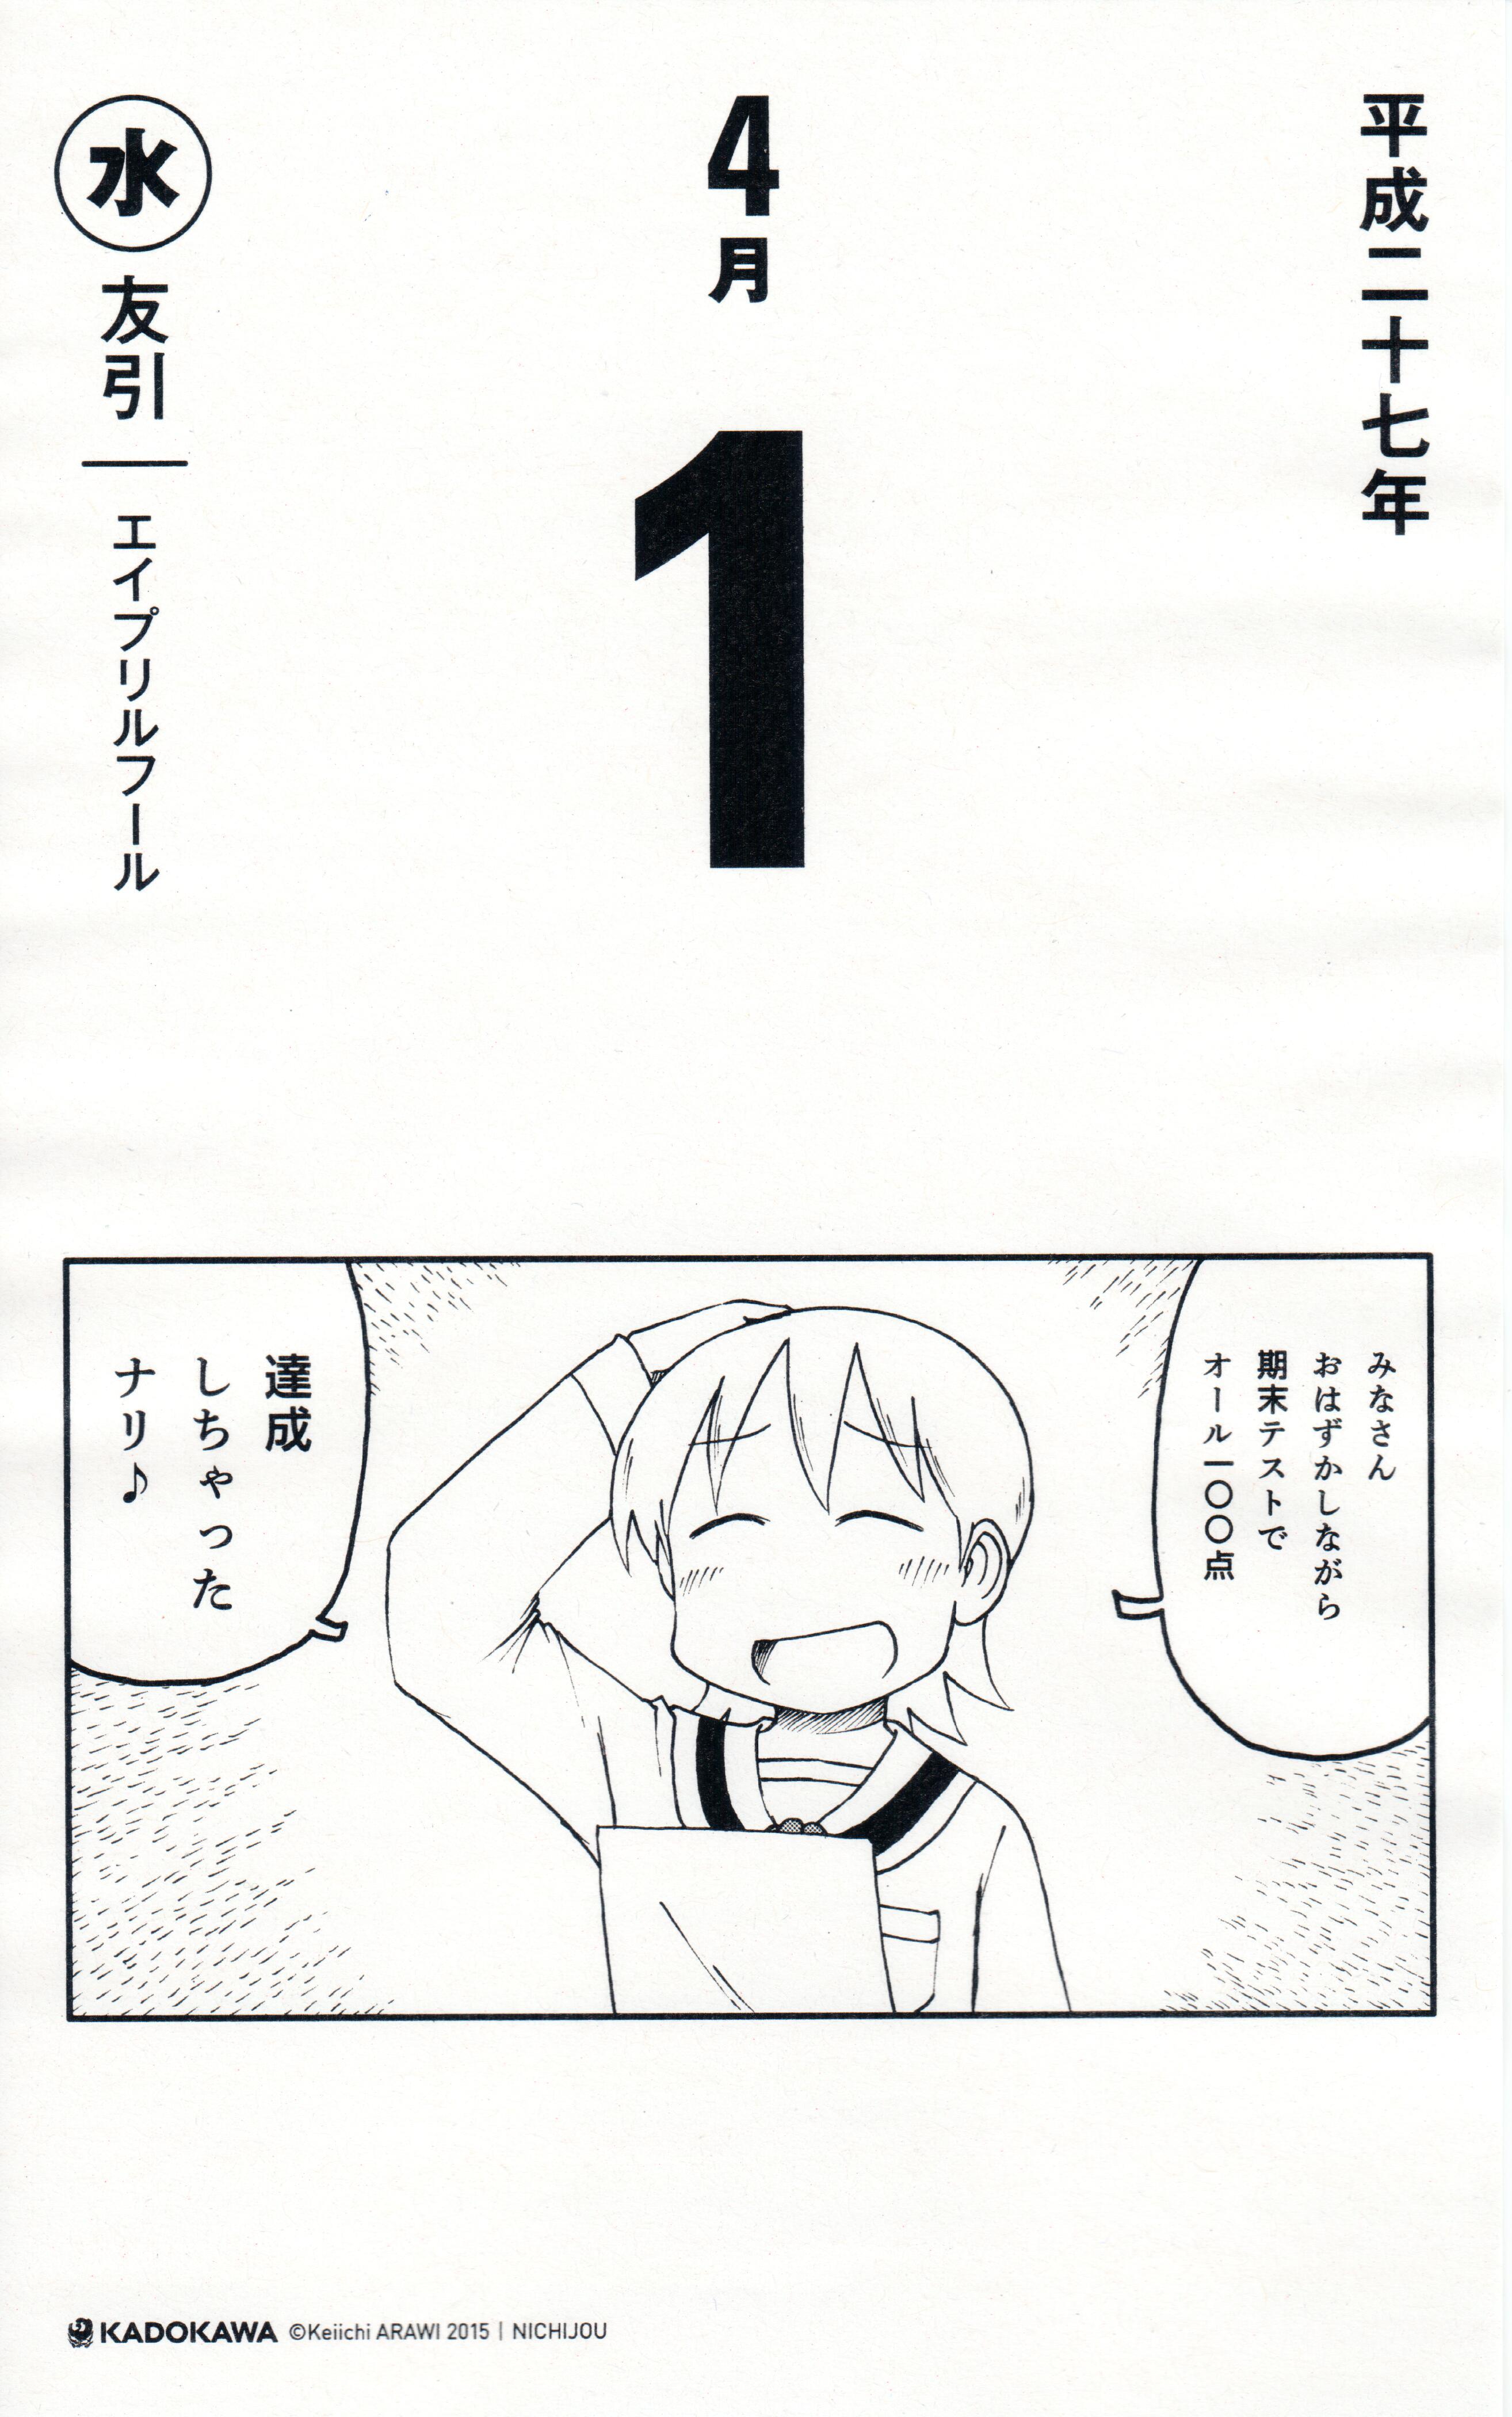 平成二十七年
4月
1
水
友引
エイプリルフール
みなさん
おはずかしながら
期末テストで
オール一〇〇点
達成
しちゃった
ナリ♪
KADOKAWA ©Keiichi ARAWI 2015 | NICHIJOU